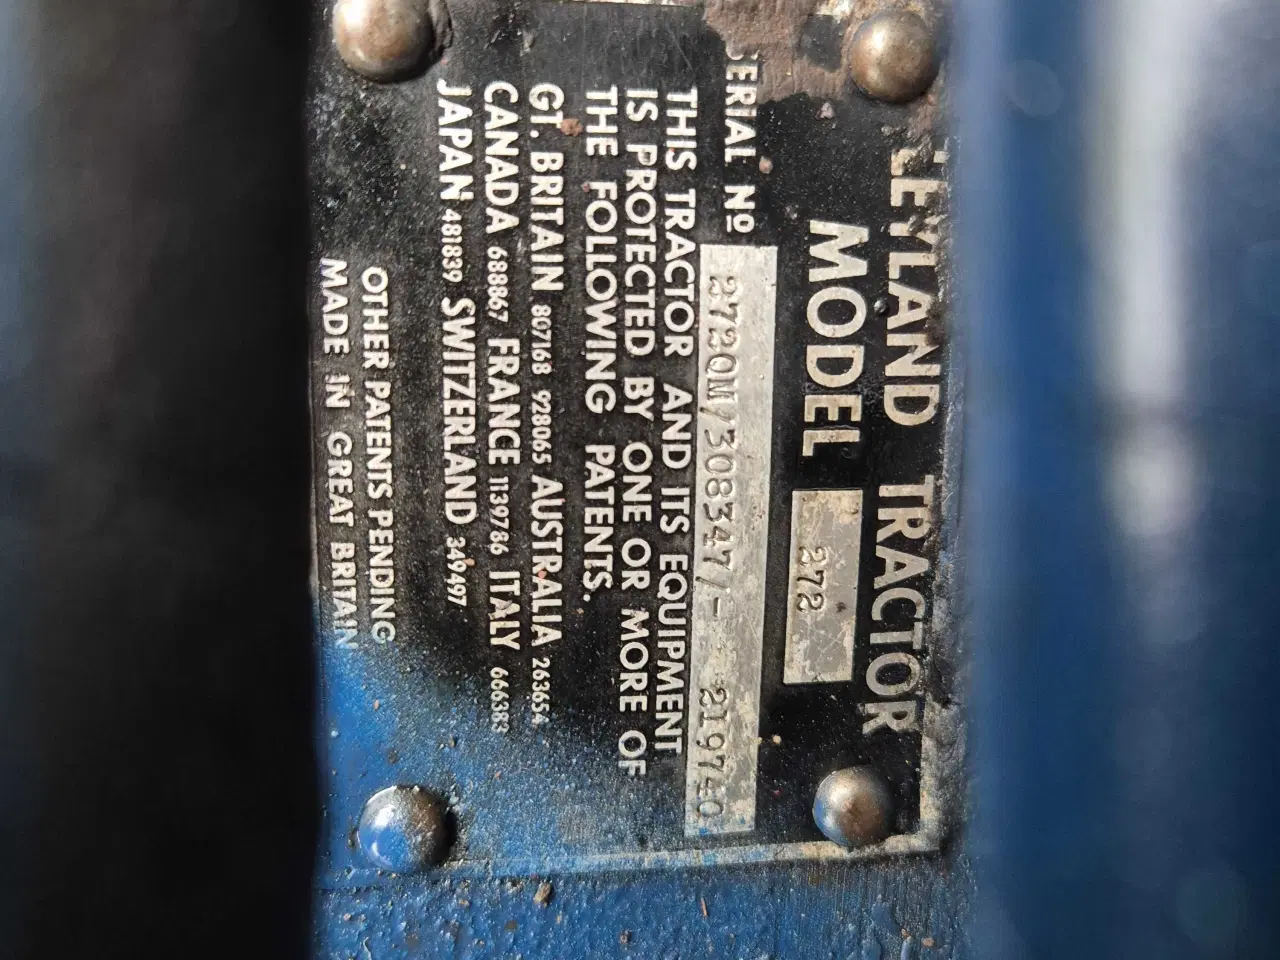 LEYLAND TRACTOR
MODEL 272
SERIAL Nº 272OM/308347/-
THIS TRACTOR AND ITS EQUIPMENT
IS PROTECTED BY ONE OR MORE OF
THE FOLLOWING PATENTS.
GT. BRITAIN 807168 928065 AUSTRALIA 263654
CANADA 688867 FRANCE 1139786 ITALY 666383
JAPAN 481839 SWITZERLAND 349497
OTHER PATENTS PENDING
MADE IN GREAT BRITAIN